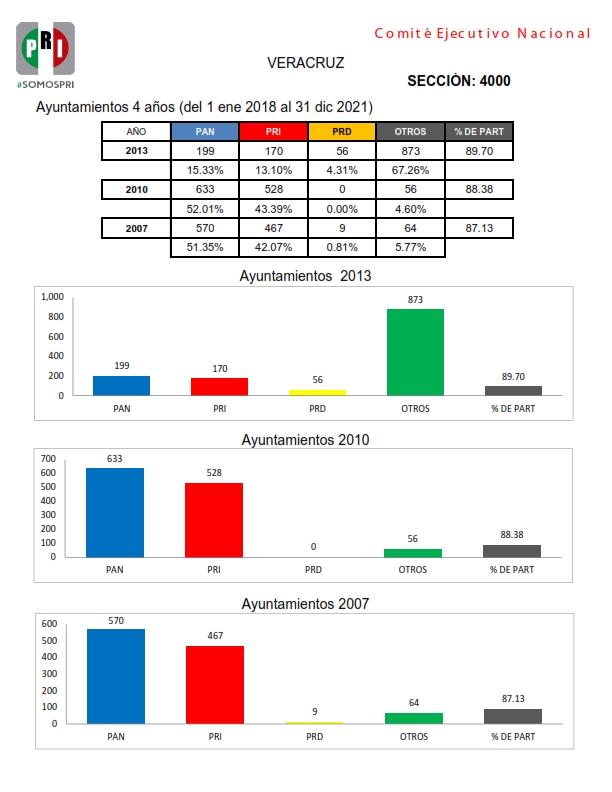 PRI
#SOMOSPRI
Comité Ejecutivo Nacional
VERACRUZ
SECCIÓN: 4000
Ayuntamientos 4 años (del 1 ene 2018 al 31 dic 2021)
AÑO PAN PRI PRD OTROS % DE PART
2013 199 170 56 873 89.70
15.33% 13.10% 4.31% 67.26%
2010 633 528 0 56 88.38
52.01% 43.39% 0.00% 4.60%
2007 570 467 9 64 87.13
51.35% 42.07% 0.81% 5.77%
Ayuntamientos 2013
1,000
800
600
400
200
0
199 170 56 873 89.70
PAN PRI PRD OTROS % DE PART
Ayuntamientos 2010
700
600
500
400
300
200
100
0
633 528 0 56 88.38
PAN PRI PRD OTROS % DE PART
Ayuntamientos 2007
600
500
400
300
200
100
0
570 467 9 64 87.13
PAN PRI PRD OTROS % DE PART